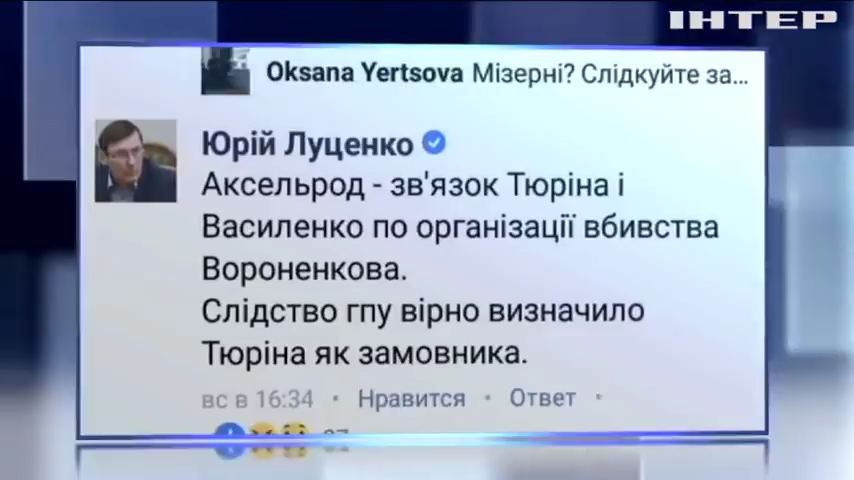 ІНТЕР
Oksana Yertsova Мізерні? Слідкуйте за...
Юрій Луценко
Аксельрод - зв'язок Тюріна і
Василенко по організації вбивства
Вороненкова.
Слідство гпу вірно визначило
Тюріна як замовника.
вс в 16:34 · Нравится · Ответ ·